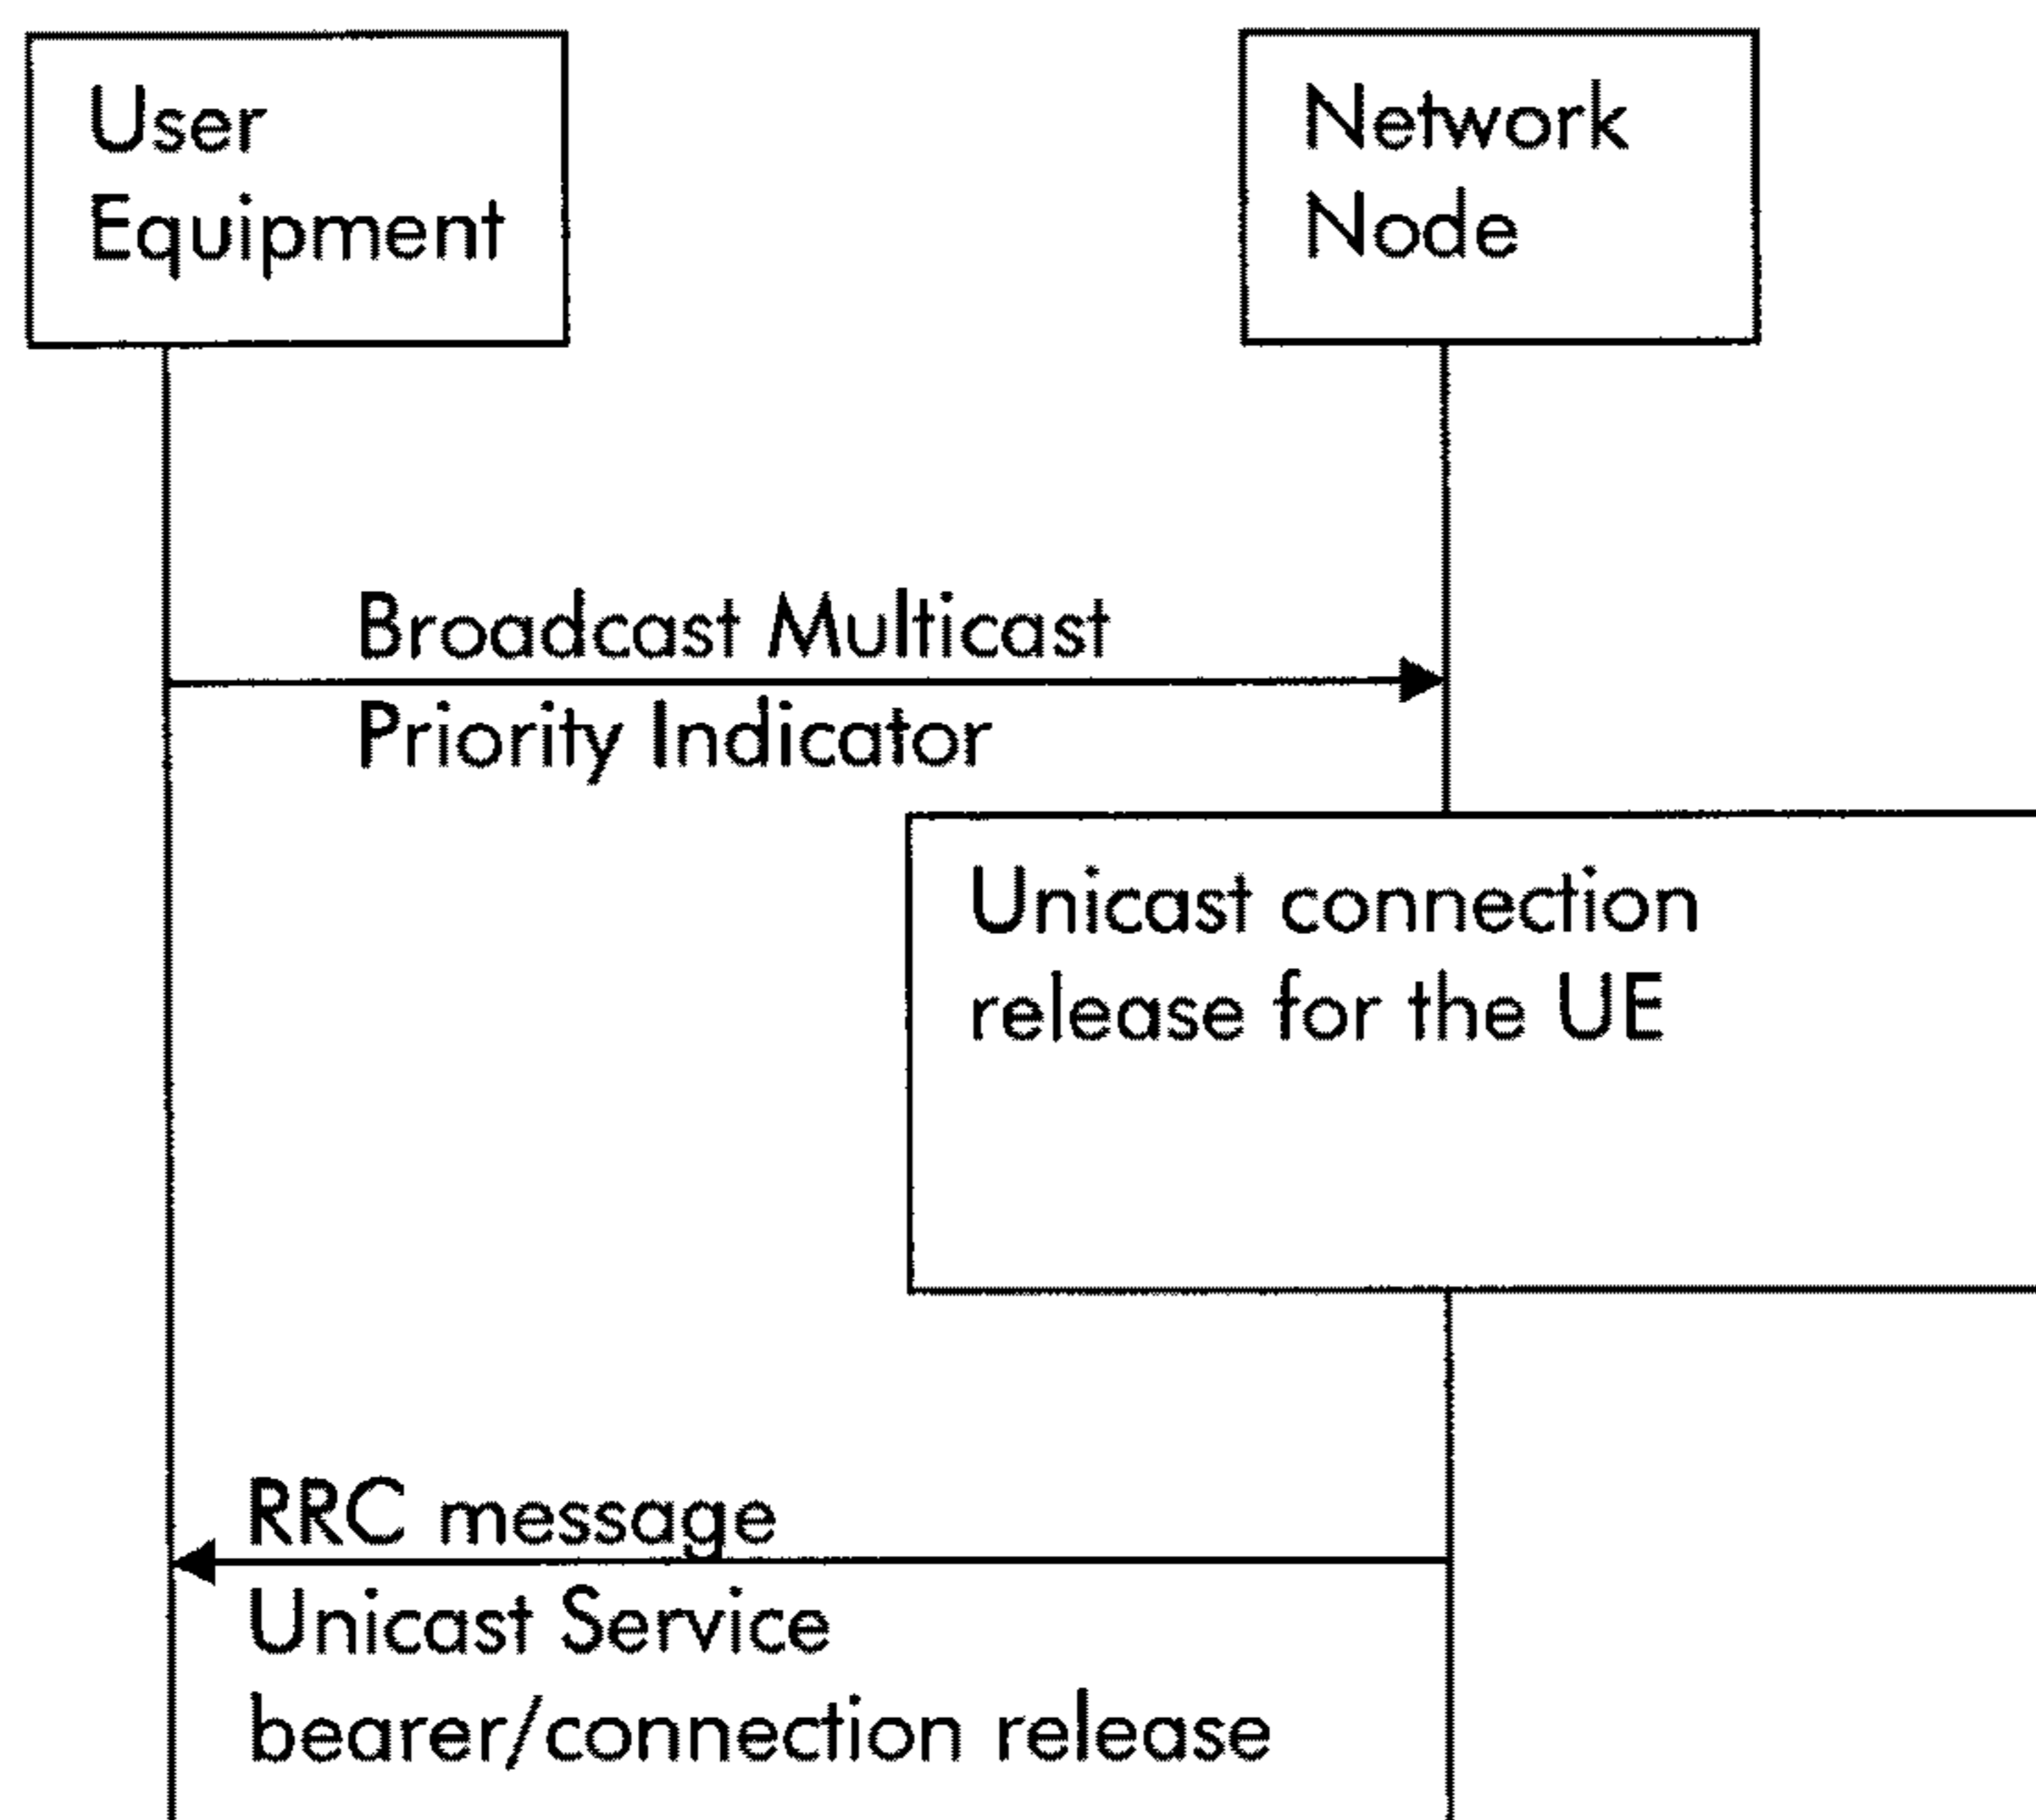 User
Equipment
Network
Node
Broadcast Multicast
Priority Indicator
Unicast connection
release for the UE
RRC message
Unicast Service
bearer/connection release